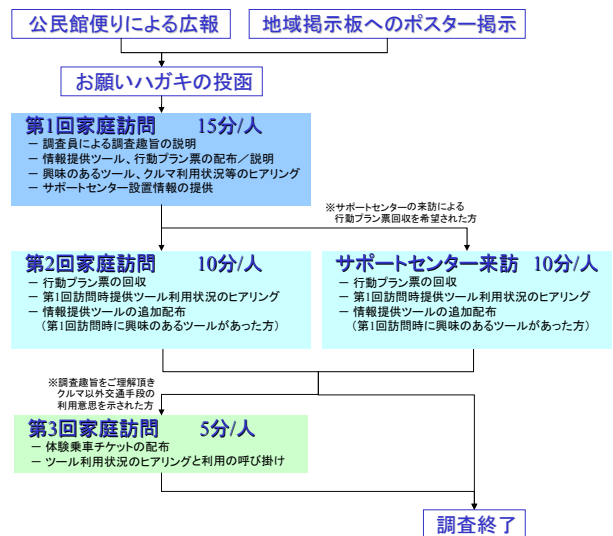 公民館便りによる広報
地域掲示板へのポスター掲示
お願いハガキの投函
第1回家庭訪問 15分/人
－ 調査員による調査趣旨の説明
－ 情報提供ツール、行動プラン票の配布／説明
－ 興味のあるツール、クルマ利用状況等のヒアリング
－ サポートセンター設置情報の提供
※サポートセンターの来訪による
行動プラン票回収を希望された方
第2回家庭訪問 10分/人
－ 行動プラン票の回収
－ 第1回訪問時提供ツール利用状況のヒアリング
－ 情報提供ツールの追加配布
（第1回訪問時に興味のあるツールがあった方）
サポートセンター来訪 10分/人
－ 行動プラン票の回収
－ 第1回訪問時提供ツール利用状況のヒアリング
－ 情報提供ツールの追加配布
（第1回訪問時に興味のあるツールがあった方）
※調査趣旨をご理解頂き
クルマ以外交通手段の
利用意思を示された方
第3回家庭訪問 5分/人
－ 体験乗車チケットの配布
－ ツール利用状況のヒアリングと利用の呼び掛け
調査終了